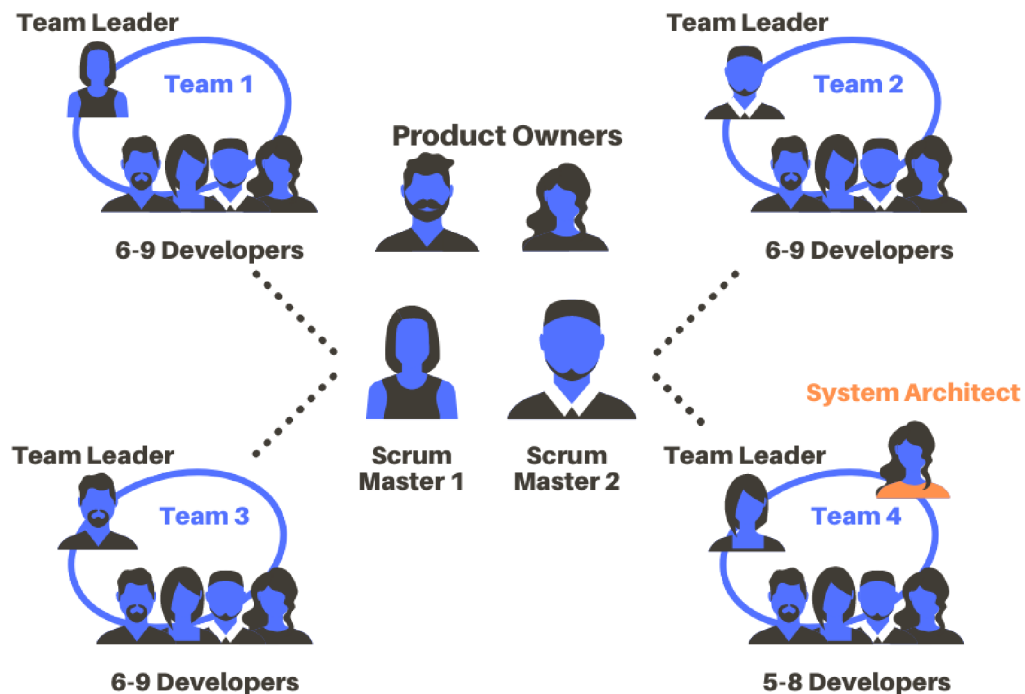 Team Leader
Team 1
6-9 Developers
Team Leader
Team 2
6-9 Developers
Product Owners
Scrum
Master 1
Scrum
Master 2
Team Leader
Team 3
6-9 Developers
System Architect
Team Leader
Team 4
5-8 Developers